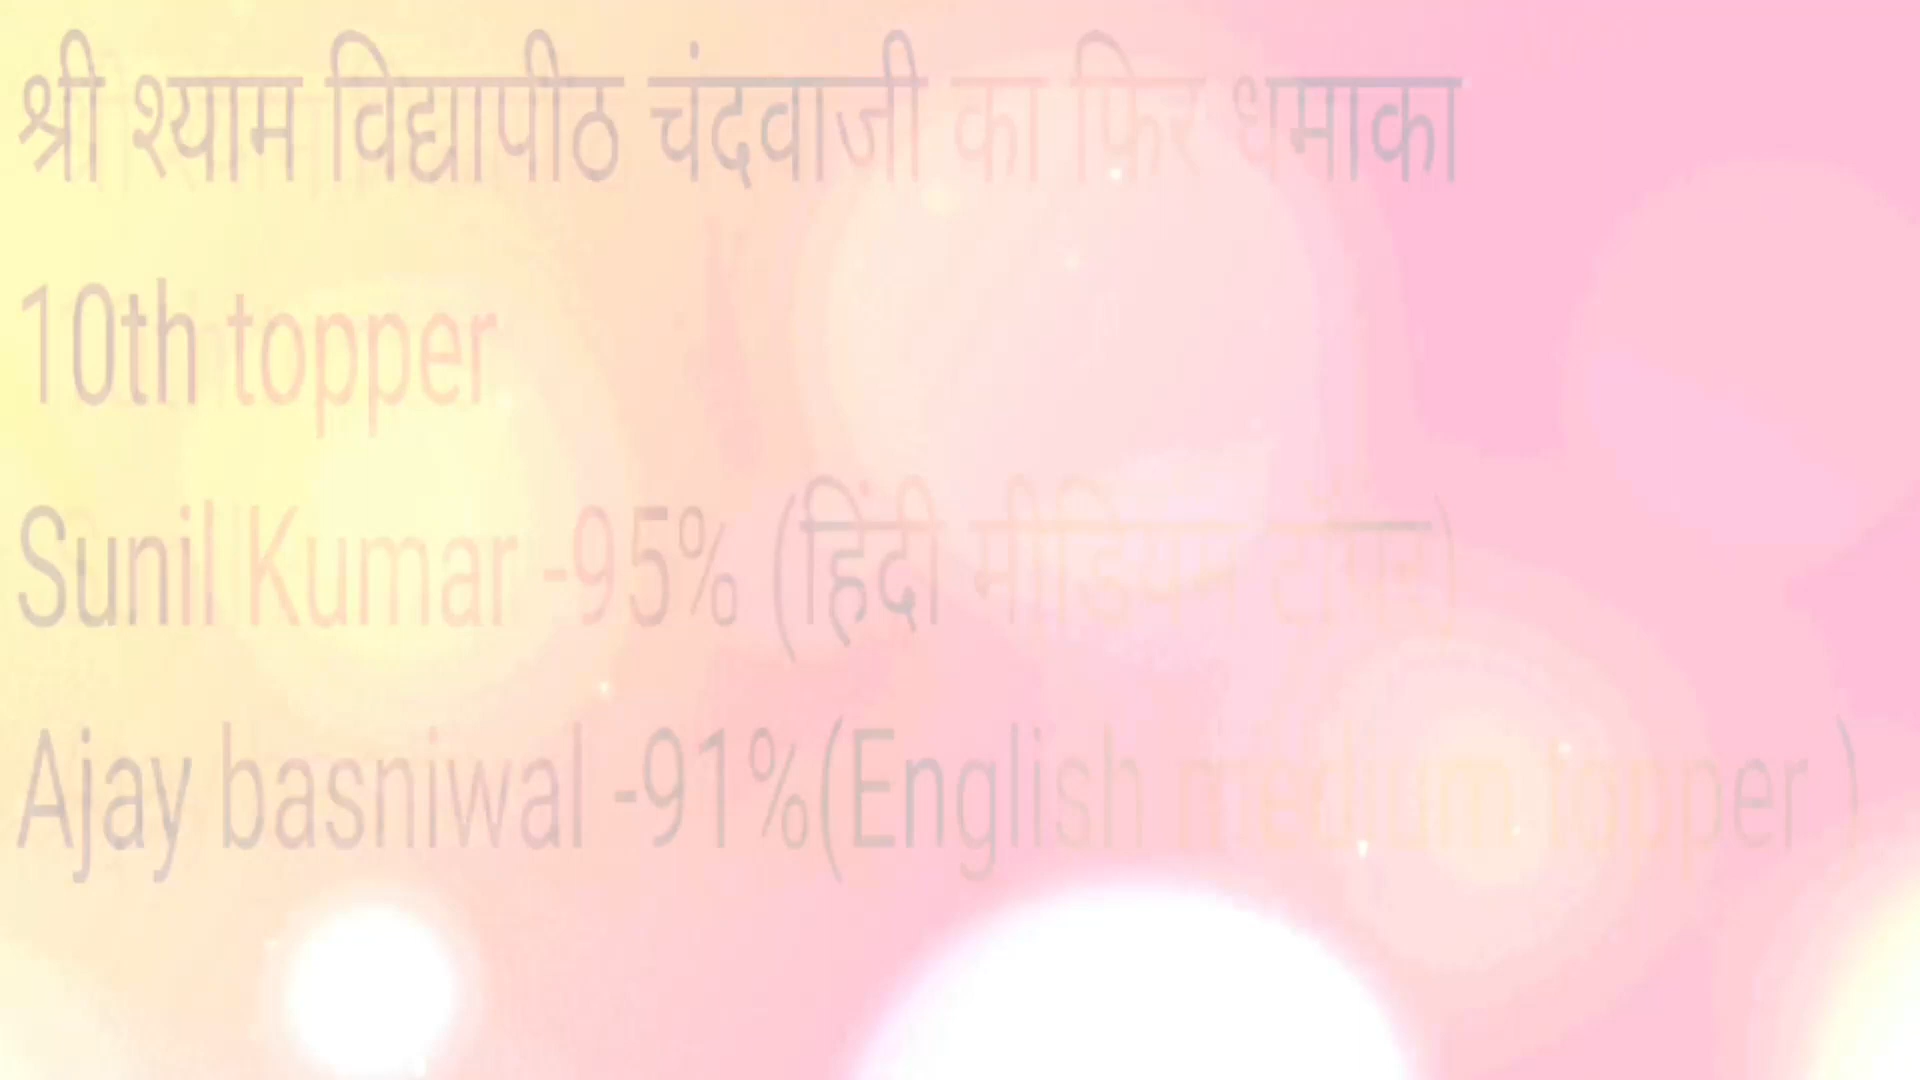 श्री श्याम विद्यापीठ चंदवाजी का फिर धमाका
10th topper
Sunil Kumar -95% (हिंदी मीडियम टॉपर)
Ajay basniwal -91%(English medium topper )